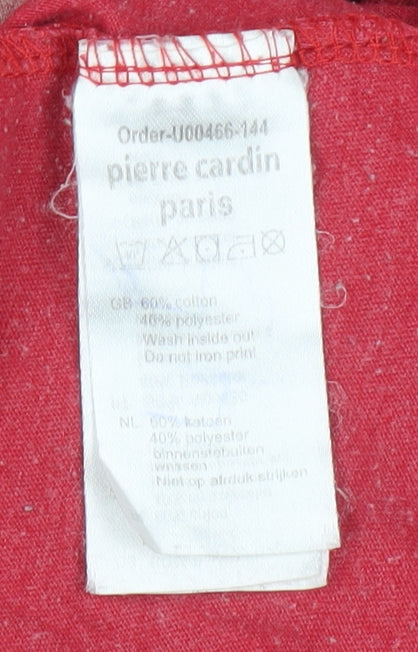 Order-U00466-144
pierre cardin
paris
GB 60% cotton
40% polyester
Wash inside out
Do not iron print
NL 60% katoen
40% polyester
binnenstebuiten
wassen
Niet op afdruk strijken